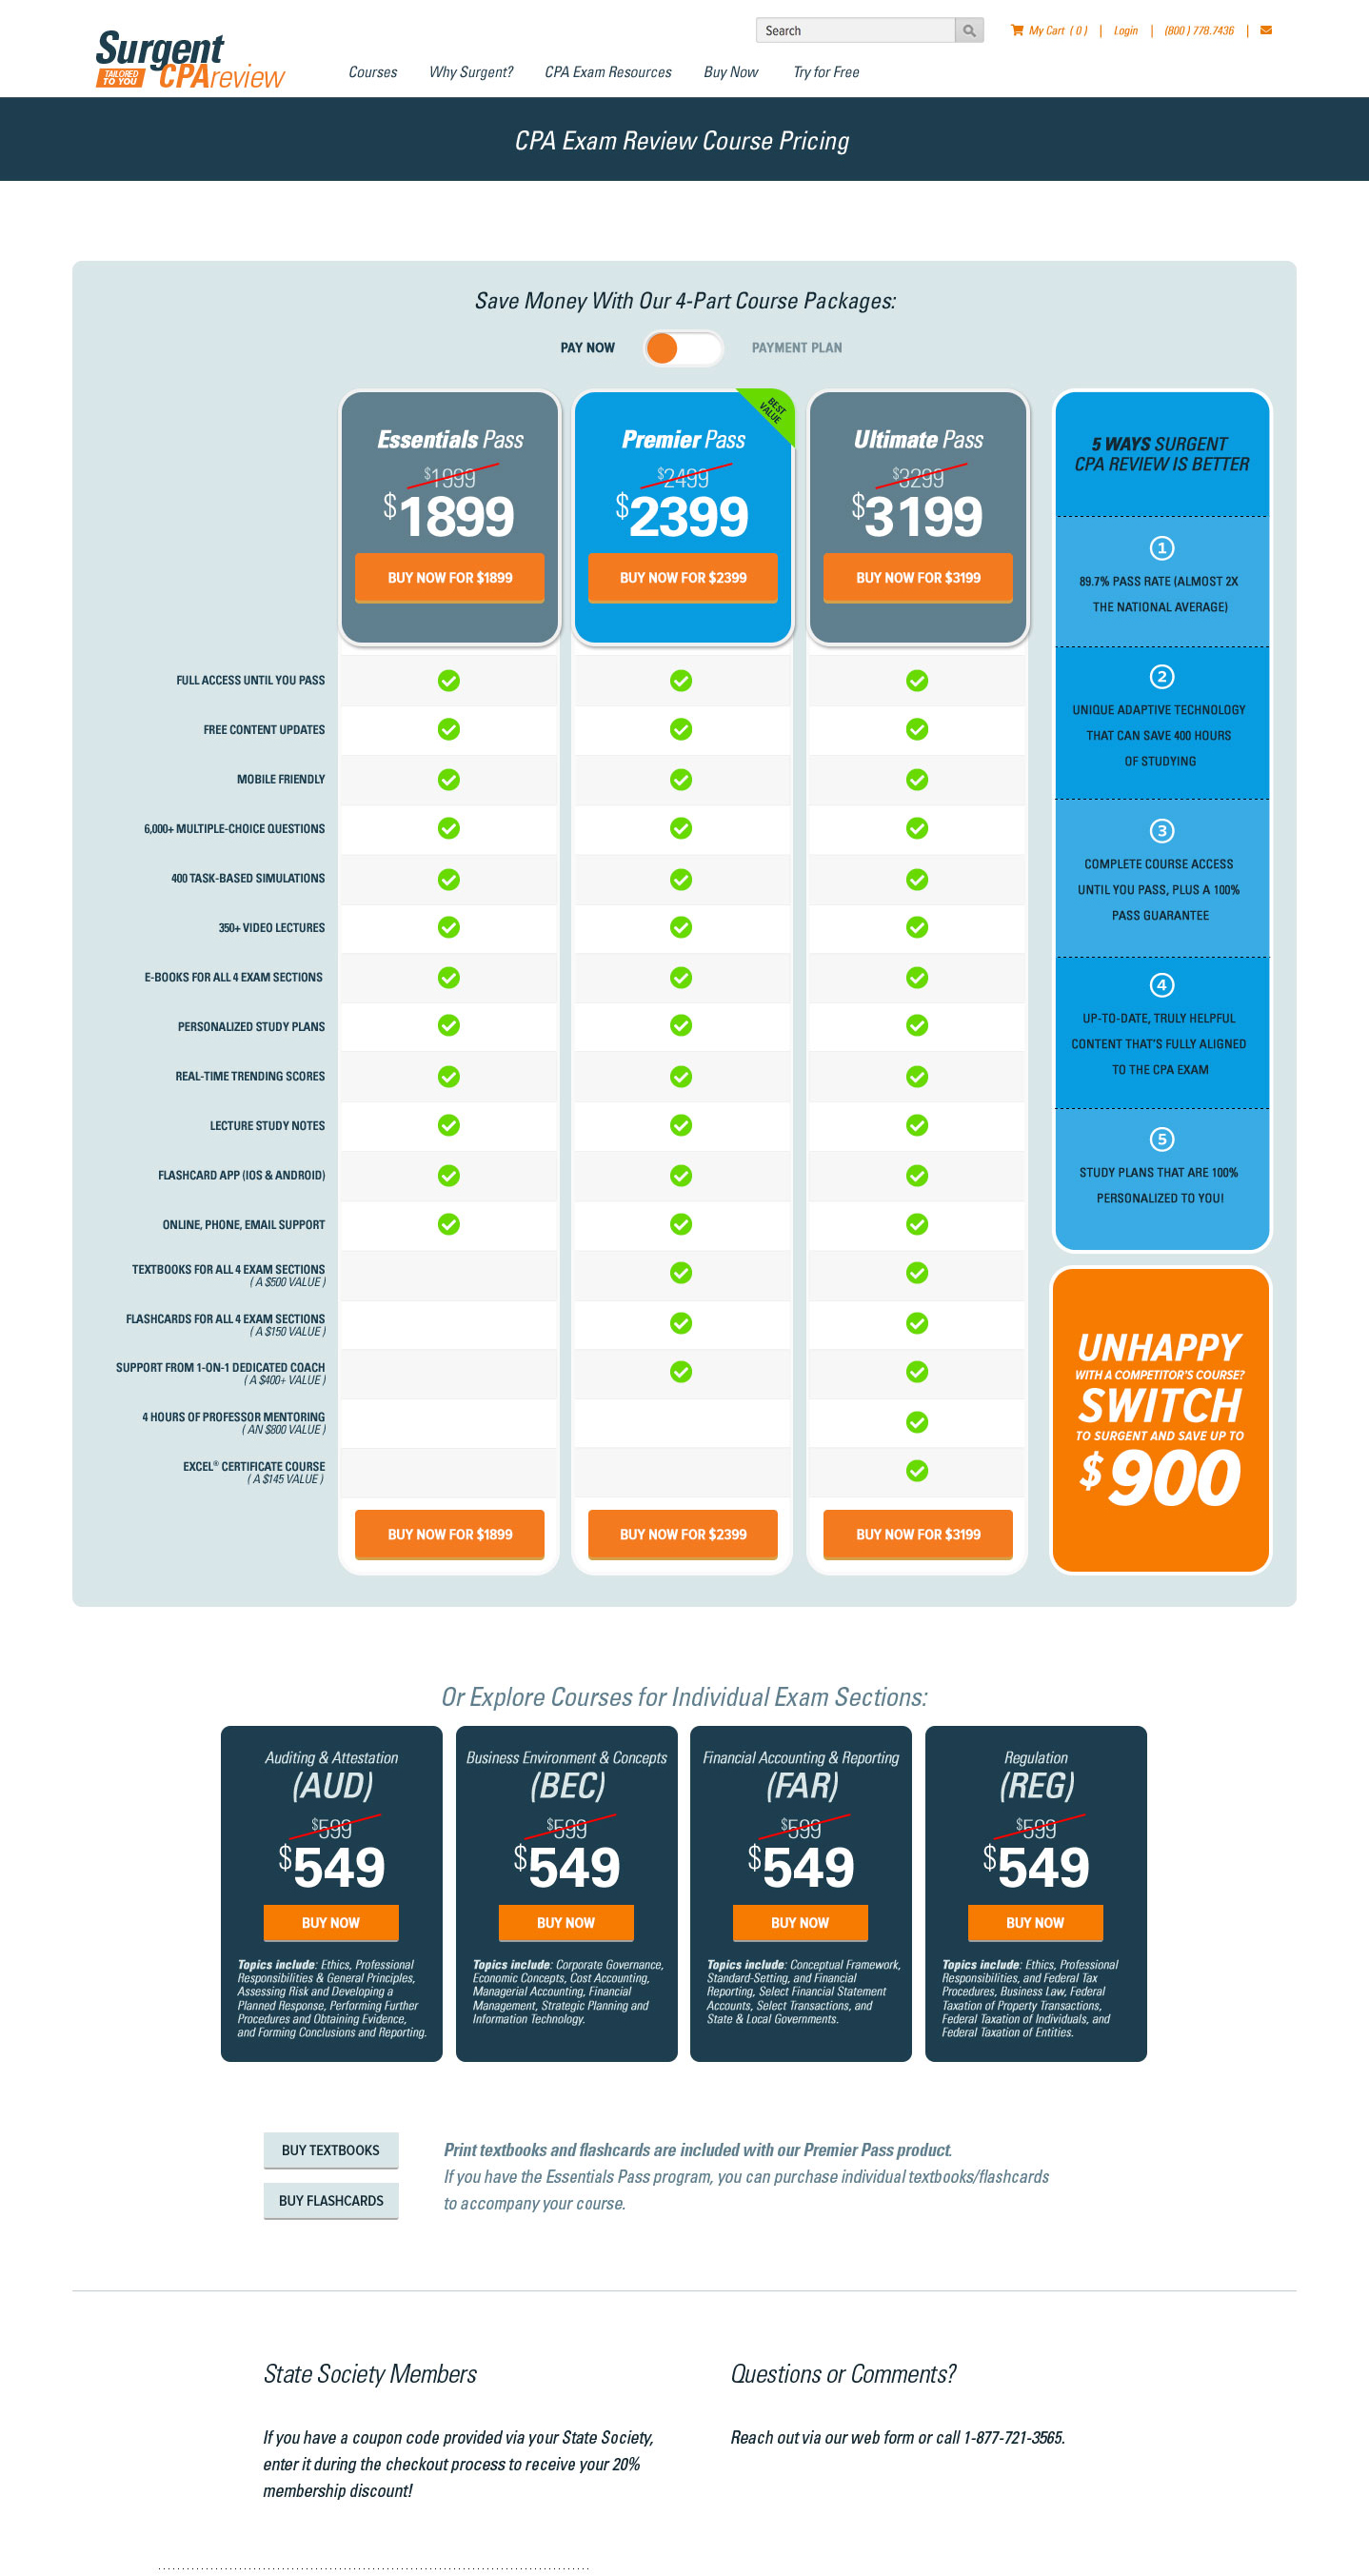 Surgent
TAILORED
TO YOU
CPAreview
Search
My Cart ( 0 ) | Login | (800 ) 778.7436 |
Courses Why Surgent? CPA Exam Resources Buy Now Try for Free
CPA Exam Review Course Pricing
Save Money With Our 4-Part Course Packages:
PAY NOW PAYMENT PLAN
Essentials Pass
$1999
$1899
BUY NOW FOR $1899
BEST
VALUE
Premier Pass
$2499
$2399
BUY NOW FOR $2399
Ultimate Pass
$3299
$3199
BUY NOW FOR $3199
FULL ACCESS UNTIL YOU PASS
FREE CONTENT UPDATES
MOBILE FRIENDLY
6,000+ MULTIPLE-CHOICE QUESTIONS
400 TASK-BASED SIMULATIONS
350+ VIDEO LECTURES
E-BOOKS FOR ALL 4 EXAM SECTIONS
PERSONALIZED STUDY PLANS
REAL-TIME TRENDING SCORES
LECTURE STUDY NOTES
FLASHCARD APP (IOS & ANDROID)
ONLINE, PHONE, EMAIL SUPPORT
TEXTBOOKS FOR ALL 4 EXAM SECTIONS
( A $500 VALUE )
FLASHCARDS FOR ALL 4 EXAM SECTIONS
( A $150 VALUE )
SUPPORT FROM 1-ON-1 DEDICATED COACH
( A $400+ VALUE )
4 HOURS OF PROFESSOR MENTORING
( AN $800 VALUE )
EXCEL® CERTIFICATE COURSE
( A $145 VALUE )
BUY NOW FOR $1899
BUY NOW FOR $2399
BUY NOW FOR $3199
5 WAYS SURGENT
CPA REVIEW IS BETTER
1
89.7% PASS RATE (ALMOST 2X
THE NATIONAL AVERAGE)
2
UNIQUE ADAPTIVE TECHNOLOGY
THAT CAN SAVE 400 HOURS
OF STUDYING
3
COMPLETE COURSE ACCESS
UNTIL YOU PASS, PLUS A 100%
PASS GUARANTEE
4
UP-TO-DATE, TRULY HELPFUL
CONTENT THAT'S FULLY ALIGNED
TO THE CPA EXAM
5
STUDY PLANS THAT ARE 100%
PERSONALIZED TO YOU!
UNHAPPY
WITH A COMPETITOR'S COURSE?
SWITCH
TO SURGENT AND SAVE UP TO
$900
Or Explore Courses for Individual Exam Sections:
Auditing & Attestation
(AUD)
$599
$549
BUY NOW
Topics include: Ethics, Professional
Responsibilities & General Principles,
Assessing Risk and Developing a
Planned Response, Performing Further
Procedures and Obtaining Evidence,
and Forming Conclusions and Reporting.
Business Environment & Concepts
(BEC)
$599
$549
BUY NOW
Topics include: Corporate Governance,
Economic Concepts, Cost Accounting,
Managerial Accounting, Financial
Management, Strategic Planning and
Information Technology.
Financial Accounting & Reporting
(FAR)
$599
$549
BUY NOW
Topics include: Conceptual Framework,
Standard-Setting, and Financial
Reporting, Select Financial Statement
Accounts, Select Transactions, and
State & Local Governments.
Regulation
(REG)
$599
$549
BUY NOW
Topics include: Ethics, Professional
Responsibilities, and Federal Tax
Procedures, Business Law, Federal
Taxation of Property Transactions,
Federal Taxation of Individuals, and
Federal Taxation of Entities.
BUY TEXTBOOKS
BUY FLASHCARDS
Print textbooks and flashcards are included with our Premier Pass product.
If you have the Essentials Pass program, you can purchase individual textbooks/flashcards
to accompany your course.
State Society Members
If you have a coupon code provided via your State Society,
enter it during the checkout process to receive your 20%
membership discount!
Questions or Comments?
Reach out via our web form or call 1-877-721-3565.